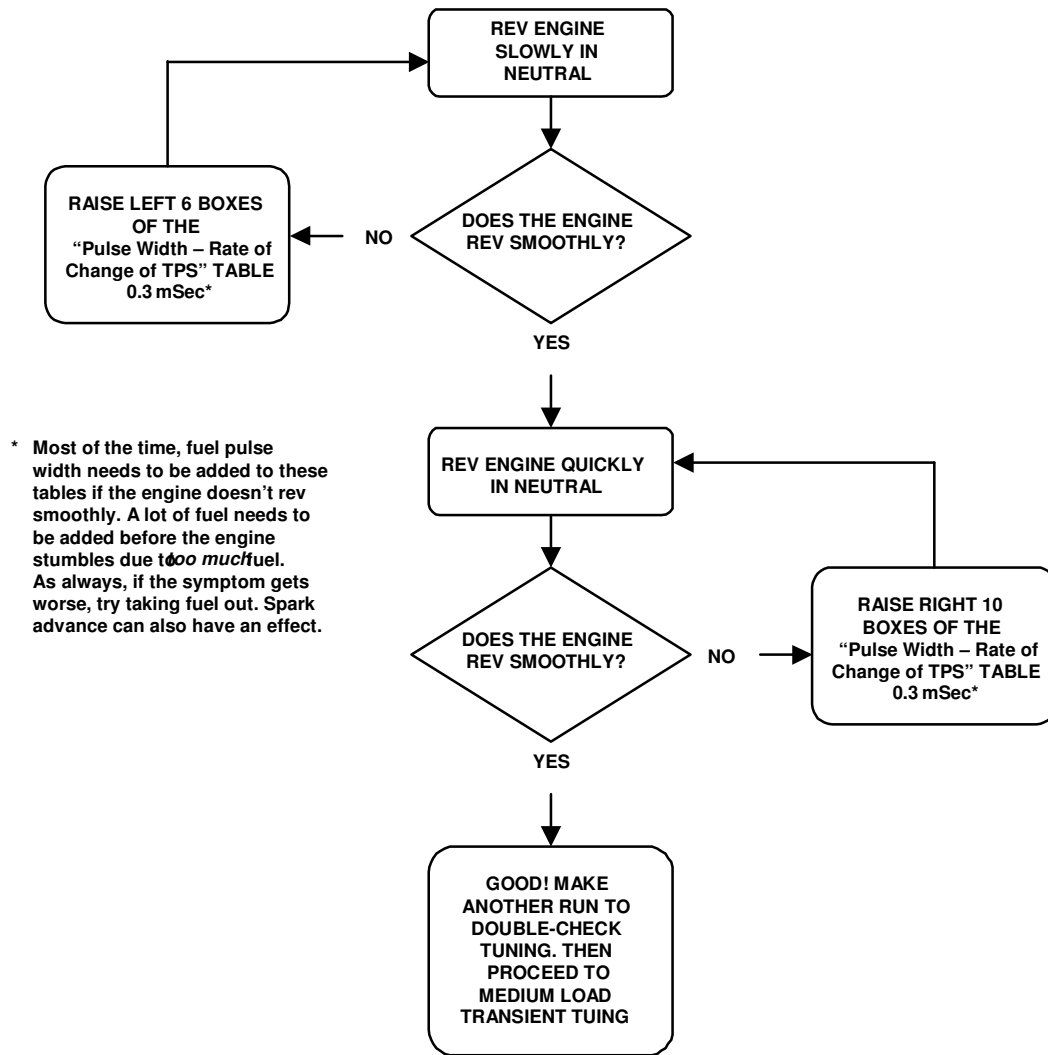 REV ENGINE
SLOWLY IN
NEUTRAL
DOES THE ENGINE
REV SMOOTHLY?
NO
RAISE LEFT 6 BOXES
OF THE
“Pulse Width – Rate of
Change of TPS” TABLE
0.3 mSec*
YES
REV ENGINE QUICKLY
IN NEUTRAL
* Most of the time, fuel pulse
width needs to be added to these
tables if the engine doesn’t rev
smoothly. A lot of fuel needs to
be added before the engine
stumbles due to too much fuel.
As always, if the symptom gets
worse, try taking fuel out. Spark
advance can also have an effect.
DOES THE ENGINE
REV SMOOTHLY?
NO
RAISE RIGHT 10
BOXES OF THE
“Pulse Width – Rate of
Change of TPS” TABLE
0.3 mSec*
YES
GOOD! MAKE
ANOTHER RUN TO
DOUBLE-CHECK
TUNING. THEN
PROCEED TO
MEDIUM LOAD
TRANSIENT TUING